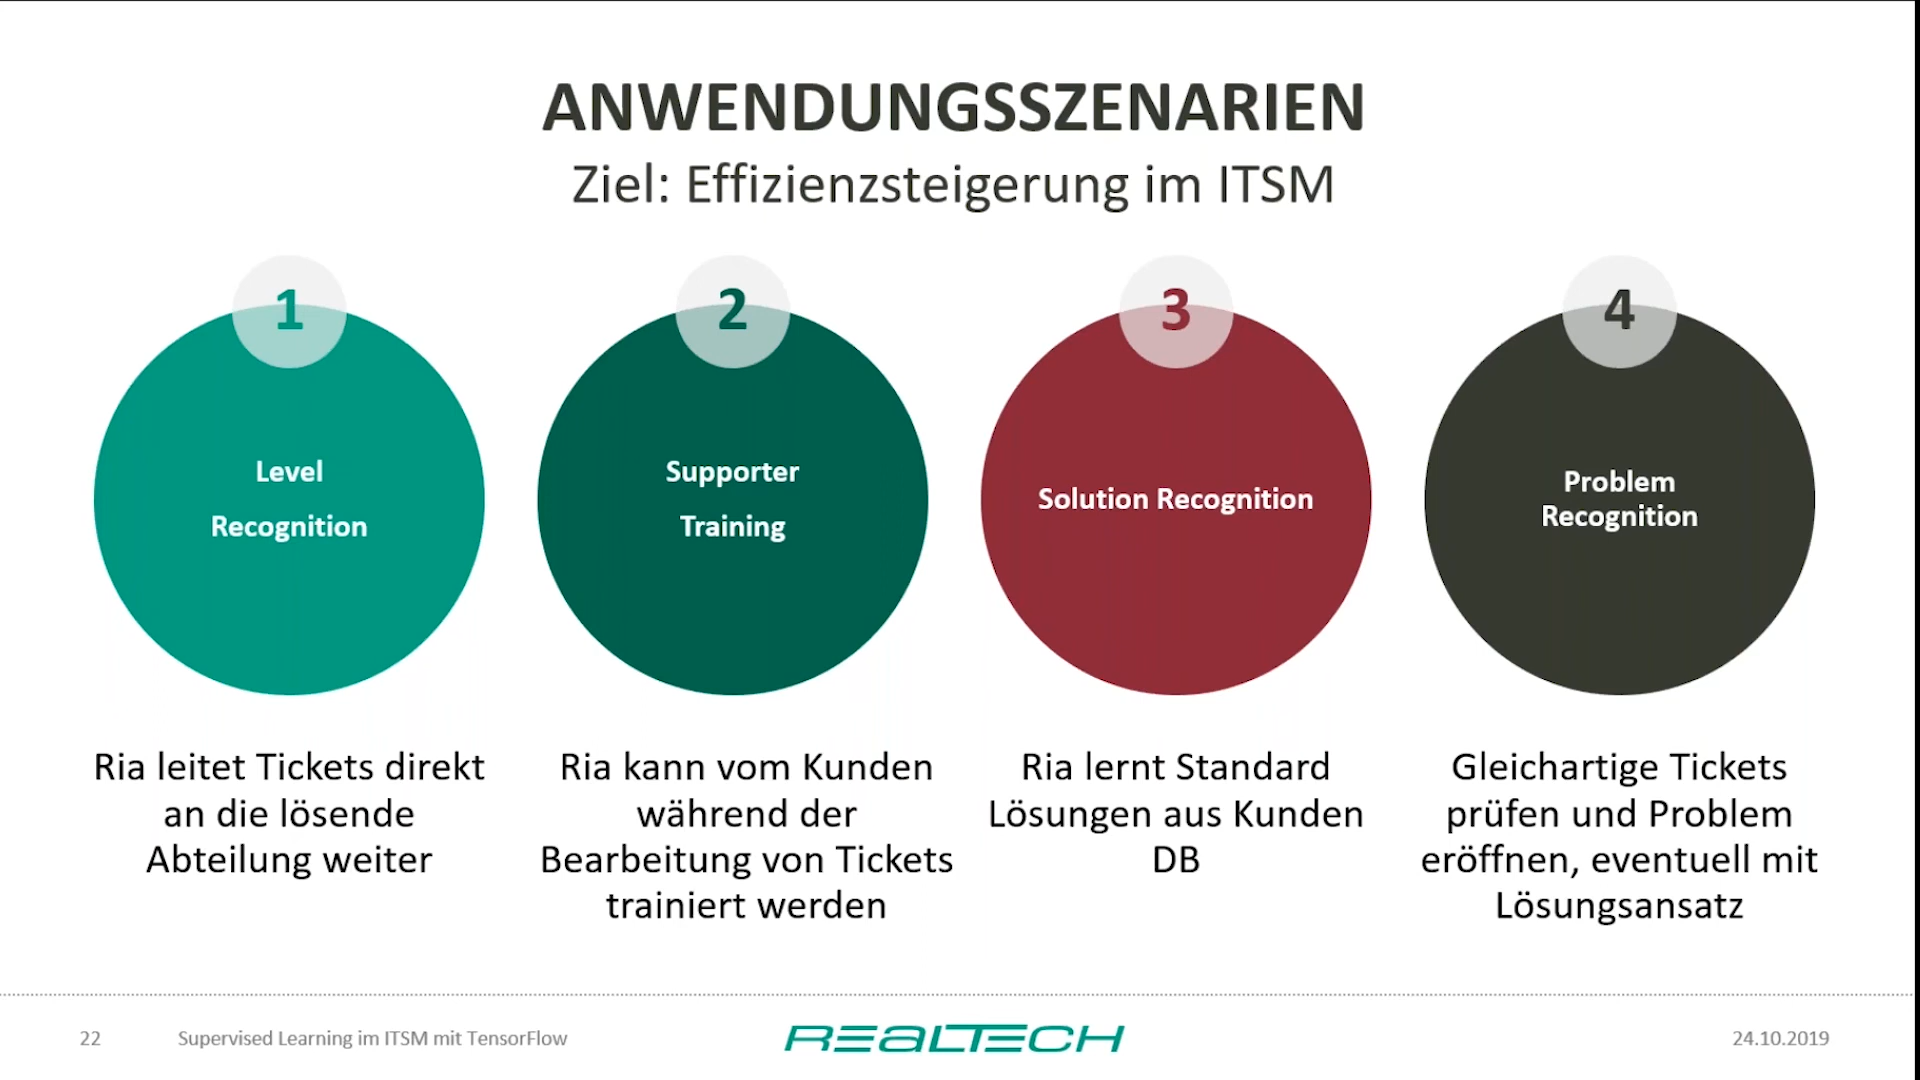 ANWENDUNGSSZENARIEN
Ziel: Effizienzsteigerung im ITSM
1
Level
Recognition
Ria leitet Tickets direkt
an die lösende
Abteilung weiter
2
Supporter
Training
Ria kann vom Kunden
während der
Bearbeitung von Tickets
trainiert werden
3
Solution Recognition
Ria lernt Standard
Lösungen aus Kunden
DB
4
Problem
Recognition
Gleichartige Tickets
prüfen und Problem
eröffnen, eventuell mit
Lösungsansatz
22
Supervised Learning im ITSM mit TensorFlow
REALTECH
24.10.2019